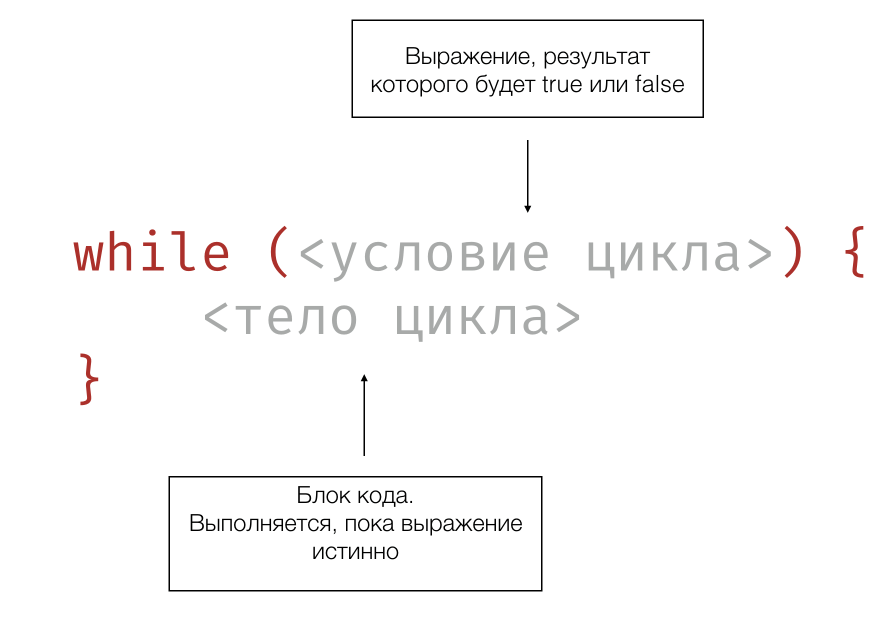 Выражение, результат
которого будет true или false
while (<условие цикла>) {
<тело цикла>
}
Блок кода.
Выполняется, пока выражение
истинно